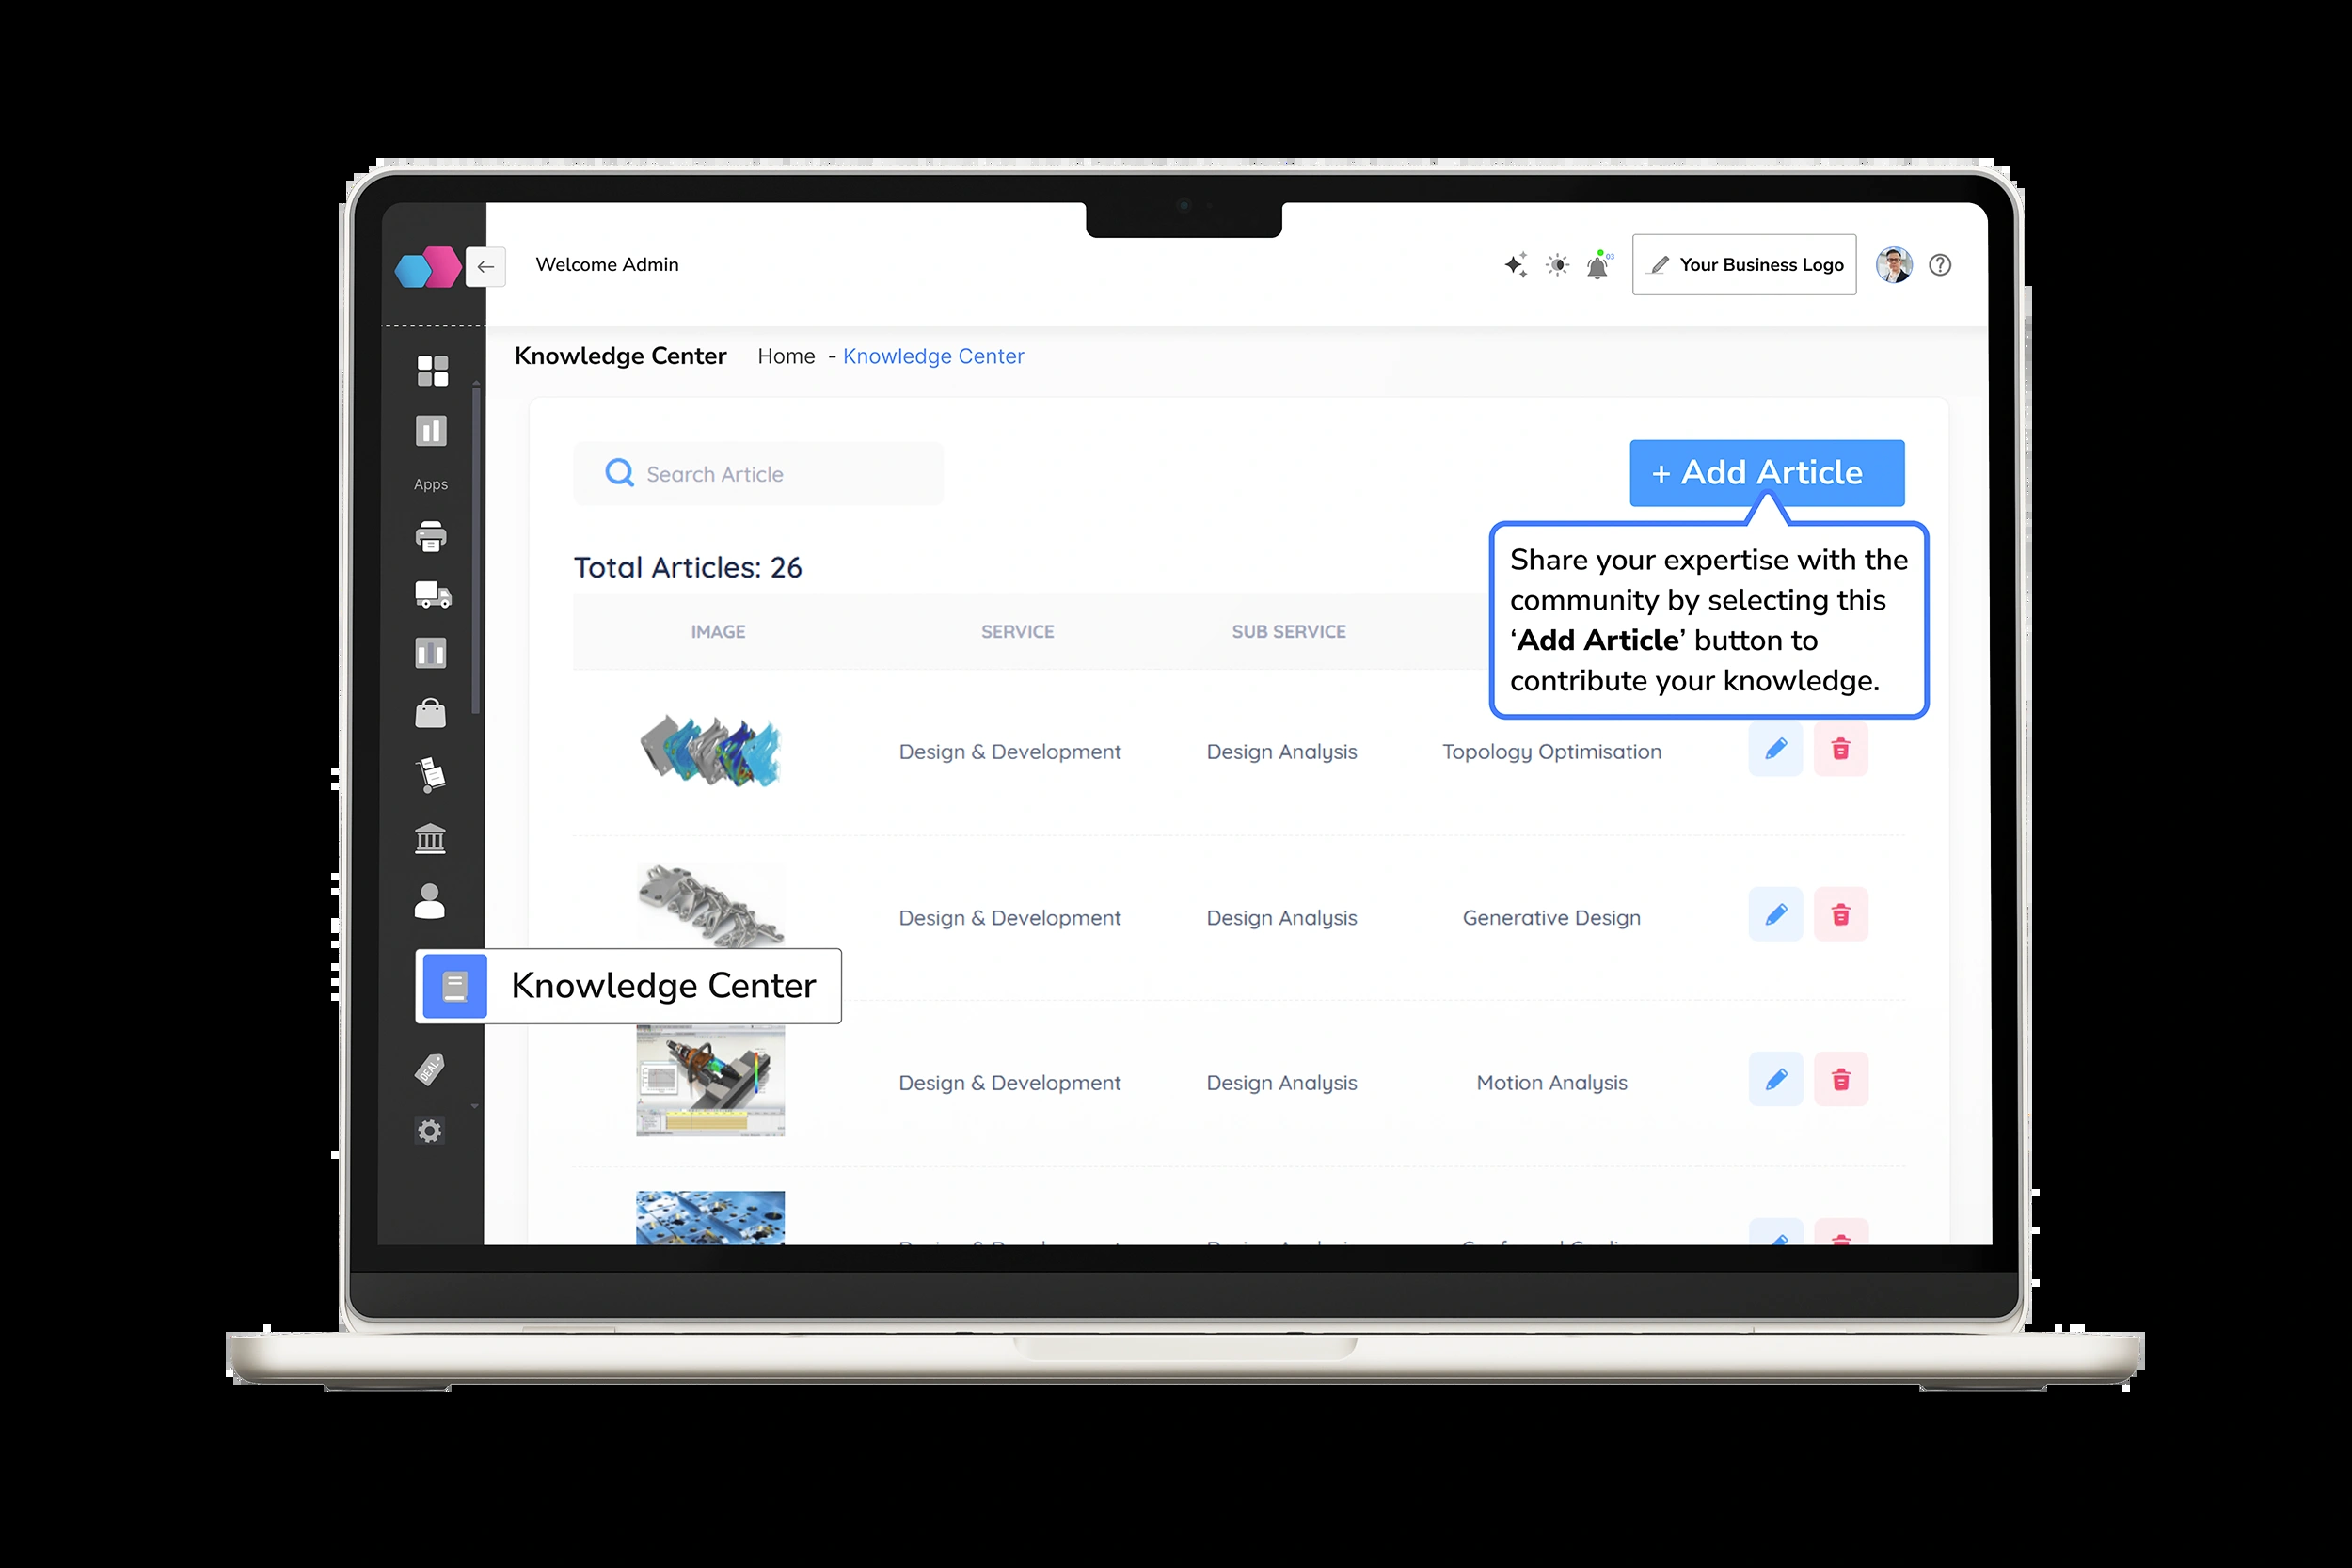 Welcome Admin
03
Your Business Logo
Knowledge Center
Home - Knowledge Center
Apps
Search Article
+ Add Article
Share your expertise with the
community by selecting this
‘Add Article’ button to
contribute your knowledge.
Total Articles: 26
IMAGE SERVICE SUB SERVICE
Design & Development Design Analysis Topology Optimisation
Design & Development Design Analysis Generative Design
Knowledge Center
Design & Development Design Analysis Motion Analysis
DEAL